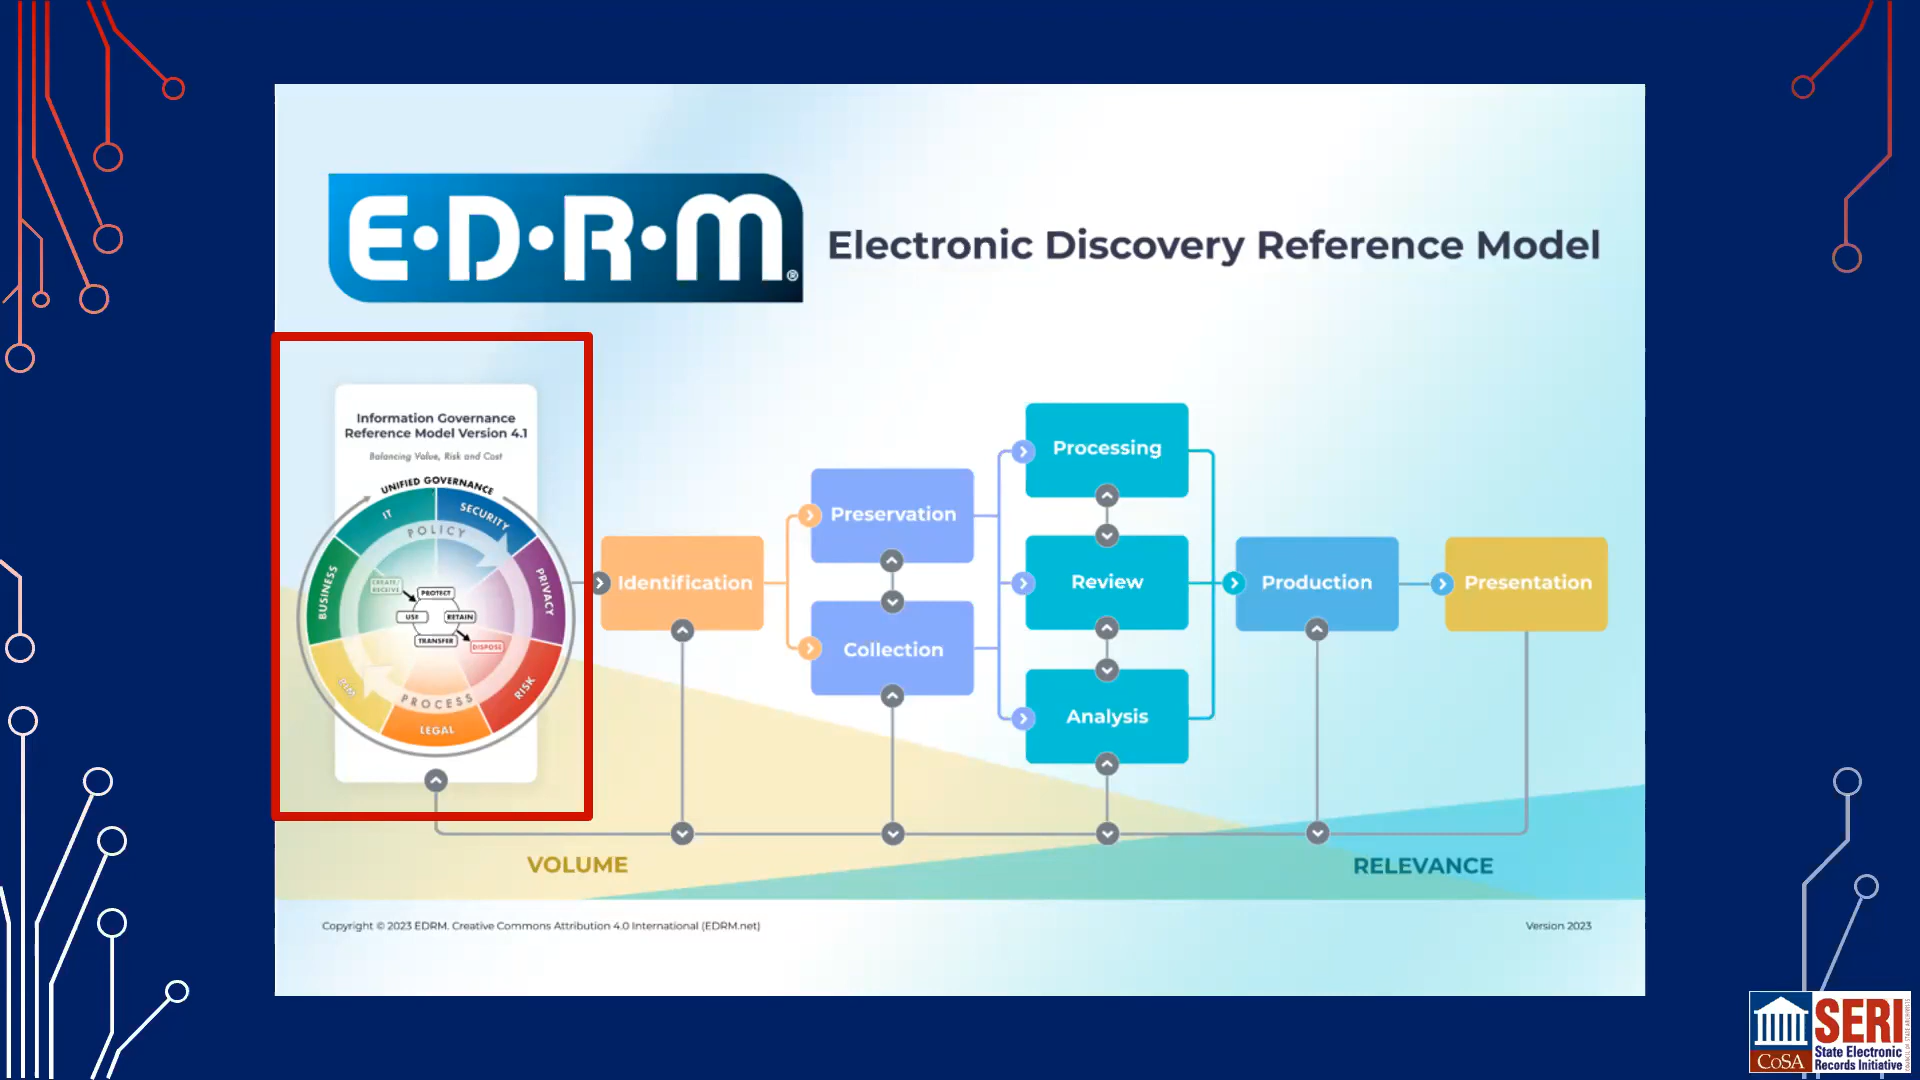 E·D·R·M®
Electronic Discovery Reference Model
Information Governance
Reference Model Version 4.1
Balancing Value, Risk and Cost
UNIFIED GOVERNANCE
IT
SECURITY
POLICY
BUSINESS
PRIVACY
CREATE/
RECEIVE
PROTECT
USE
RETAIN
TRANSFER
DISPOSE
RIM
RISK
PROCESS
LEGAL
Identification
Preservation
Collection
Processing
Review
Analysis
Production
Presentation
VOLUME
RELEVANCE
Copyright © 2023 EDRM. Creative Commons Attribution 4.0 International (EDRM.net)
Version 2023
CoSA
SERI
State Electronic
Records Initiative